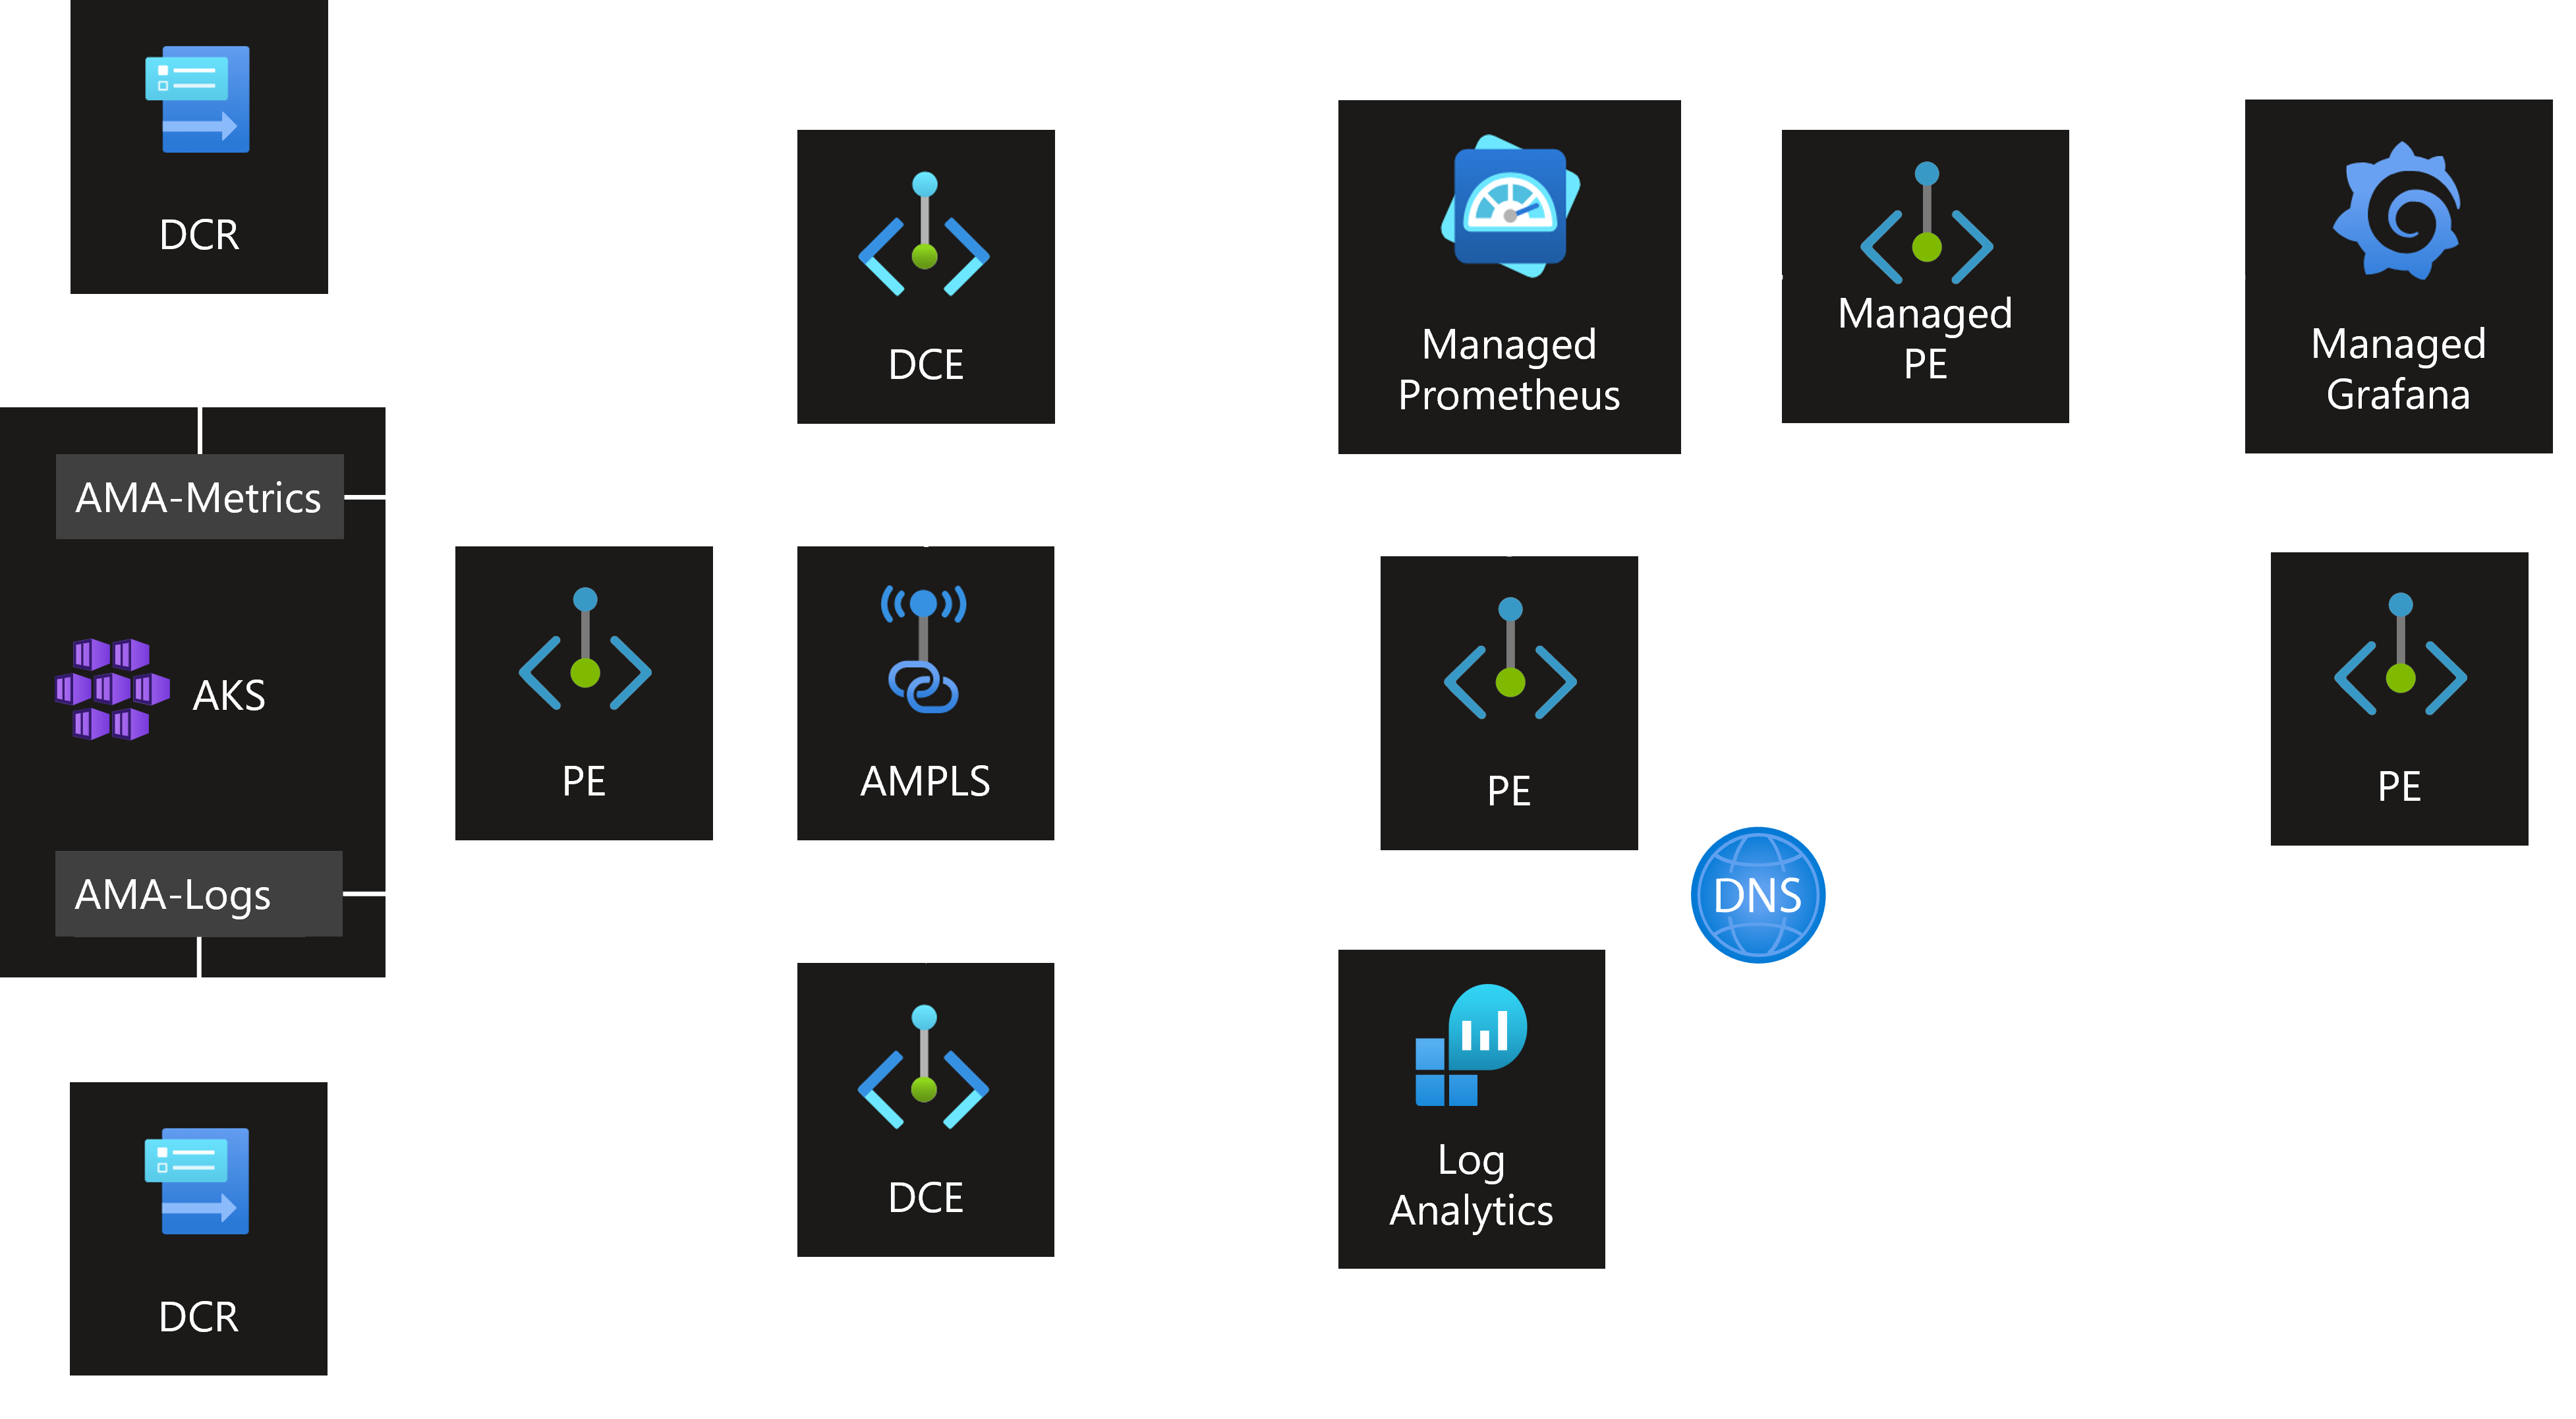 DCR
DCE
Managed
Prometheus
Managed
PE
Managed
Grafana
AMA-Metrics
AKS
AMA-Logs
PE
AMPLS
PE
PE
DNS
DCE
Log
Analytics
DCR